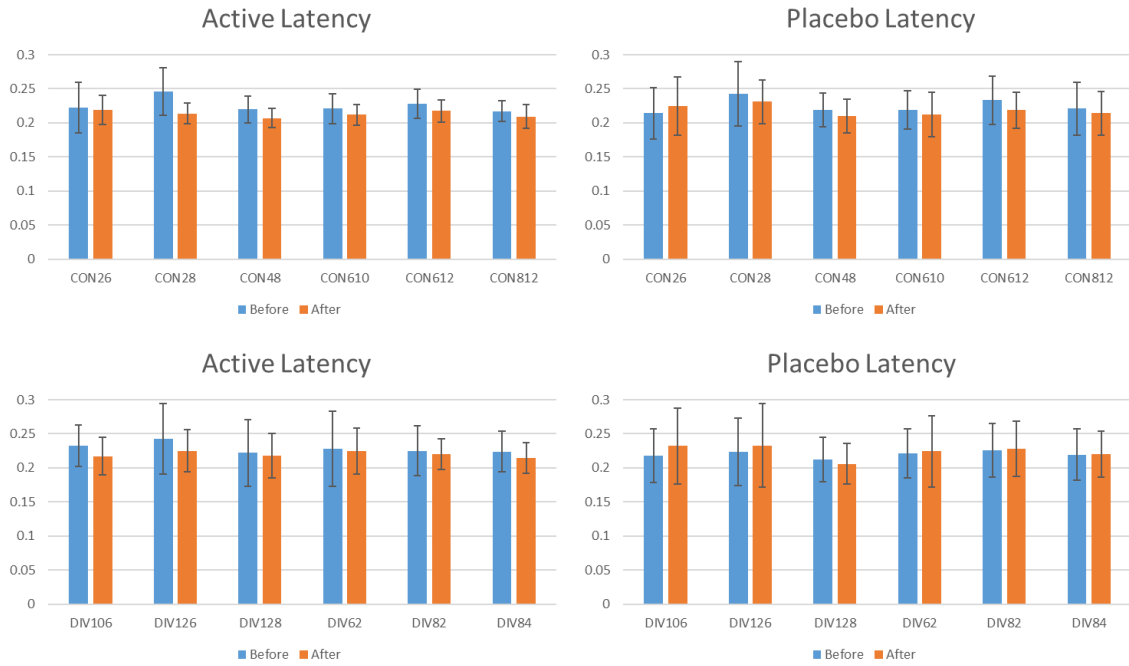 Active Latency
0.3
0.25
0.2
0.15
0.1
0.05
0
CON26 CON28 CON48 CON610 CON612 CON812
Before After
Placebo Latency
0.3
0.25
0.2
0.15
0.1
0.05
0
CON26 CON28 CON48 CON610 CON612 CON812
Before After
Active Latency
0.3
0.25
0.2
0.15
0.1
0.05
0
DIV106 DIV126 DIV128 DIV62 DIV82 DIV84
Before After
Placebo Latency
0.3
0.25
0.2
0.15
0.1
0.05
0
DIV106 DIV126 DIV128 DIV62 DIV82 DIV84
Before After